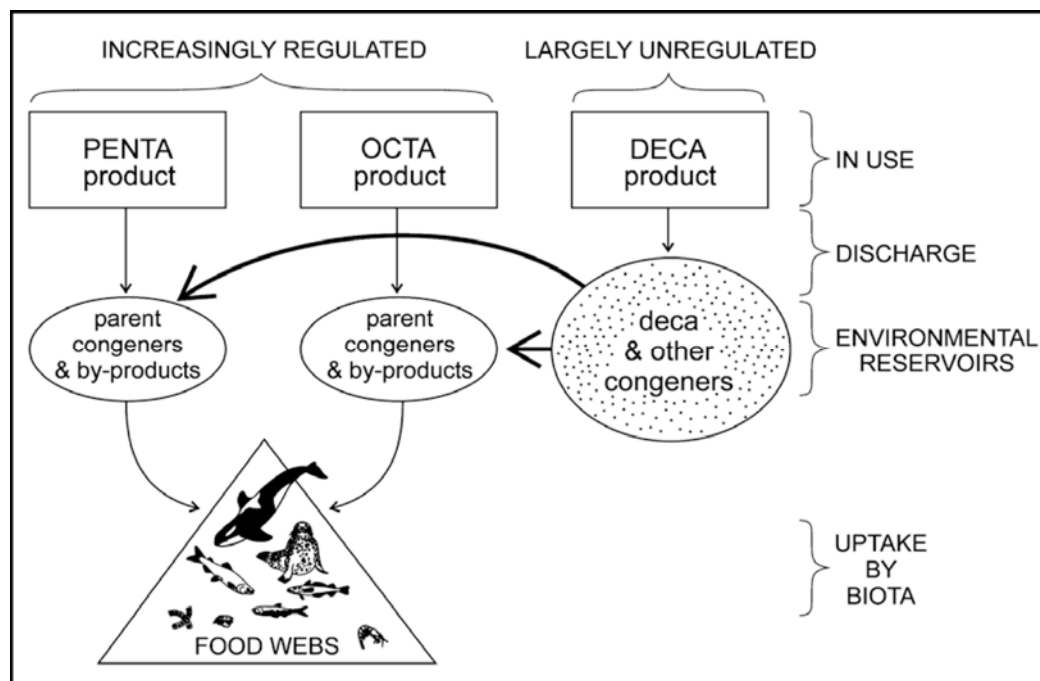 INCREASINGLY REGULATED
LARGELY UNREGULATED
PENTA
product
OCTA
product
DECA
product
IN USE
DISCHARGE
parent
congeners
& by-products
parent
congeners
& by-products
deca
& other
congeners
ENVIRONMENTAL
RESERVOIRS
FOOD WEBS
UPTAKE
BY
BIOTA